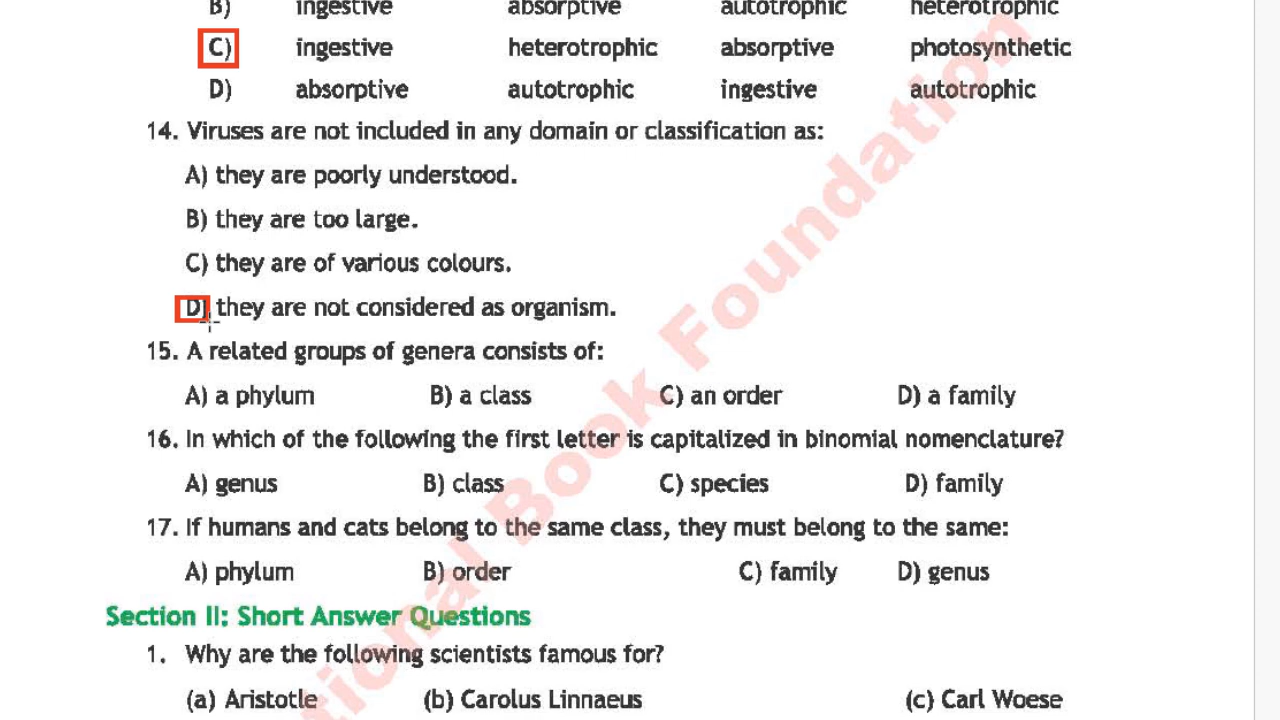 B) ingestive absorptive autotrophic heterotrophic
C) ingestive heterotrophic absorptive photosynthetic
D) absorptive autotrophic ingestive autotrophic
14. Viruses are not included in any domain or classification as:
A) they are poorly understood.
B) they are too large.
C) they are of various colours.
D) they are not considered as organism.
15. A related groups of genera consists of:
A) a phylum B) a class C) an order D) a family
16. In which of the following the first letter is capitalized in binomial nomenclature?
A) genus B) class C) species D) family
17. If humans and cats belong to the same class, they must belong to the same:
A) phylum B) order C) family D) genus
Section II: Short Answer Questions
1. Why are the following scientists famous for?
(a) Aristotle (b) Carolus Linnaeus (c) Carl Woese
tional Book Foundation